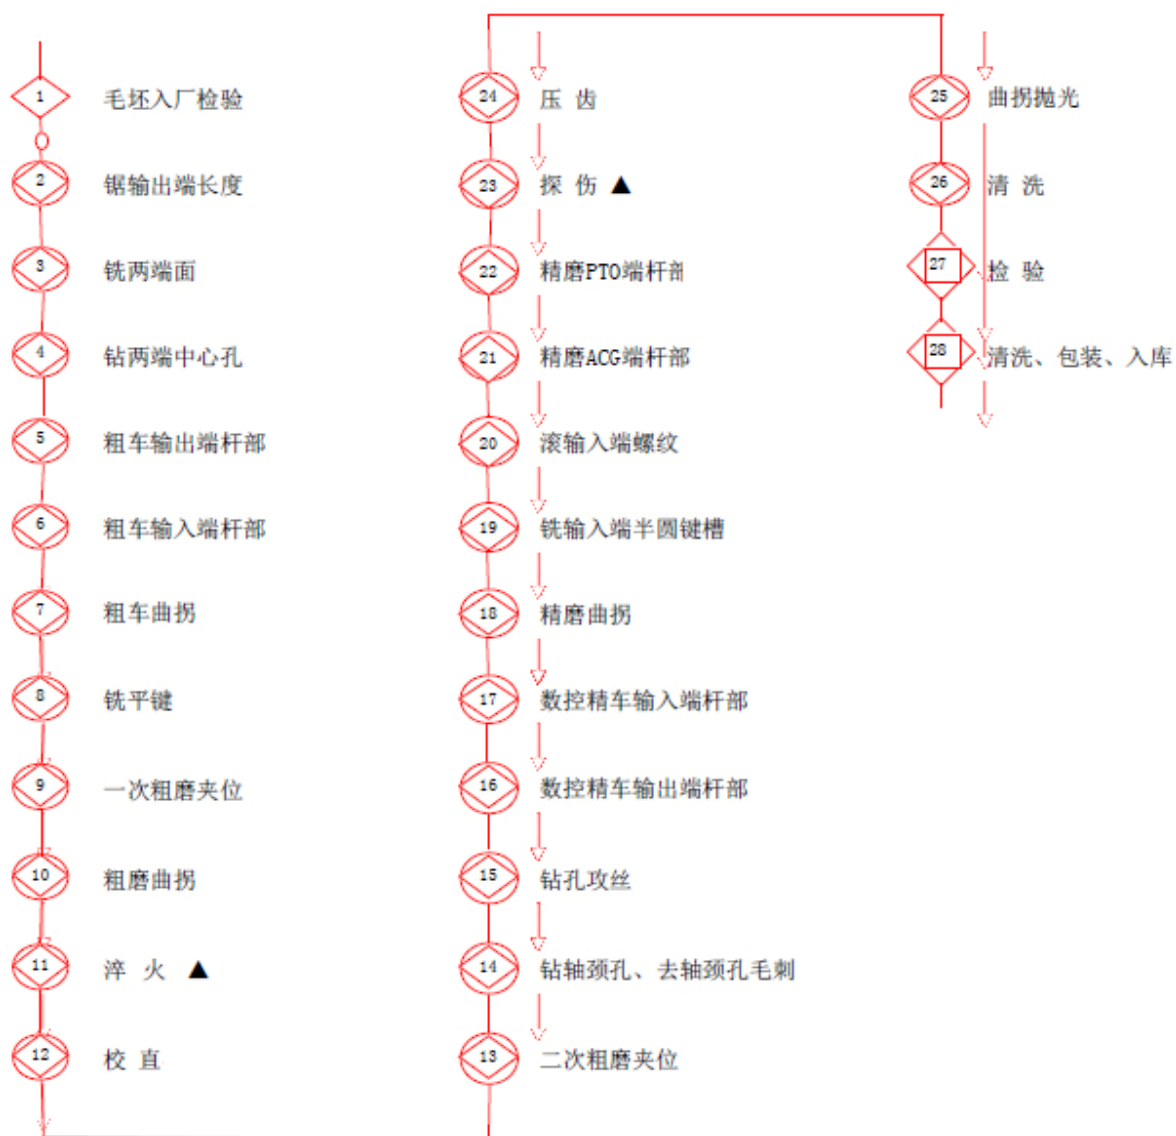 1 毛坯入厂检验
2 锯输出端长度
3 铣两端面
4 钻两端中心孔
5 粗车输出端杆部
6 粗车输入端杆部
7 粗车曲拐
8 铣平键
9 一次粗磨夹位
10 粗磨曲拐
11 淬 火 ▲
12 校 直
24 压 齿
23 探 伤 ▲
22 精磨PTO端杆部
21 精磨ACG端杆部
20 滚输入端螺纹
19 铣输入端半圆键槽
18 精磨曲拐
17 数控精车输入端杆部
16 数控精车输出端杆部
15 钻孔攻丝
14 钻轴颈孔、去轴颈孔毛刺
13 二次粗磨夹位
25 曲拐抛光
26 清 洗
27 检 验
28 清洗、包装、入库